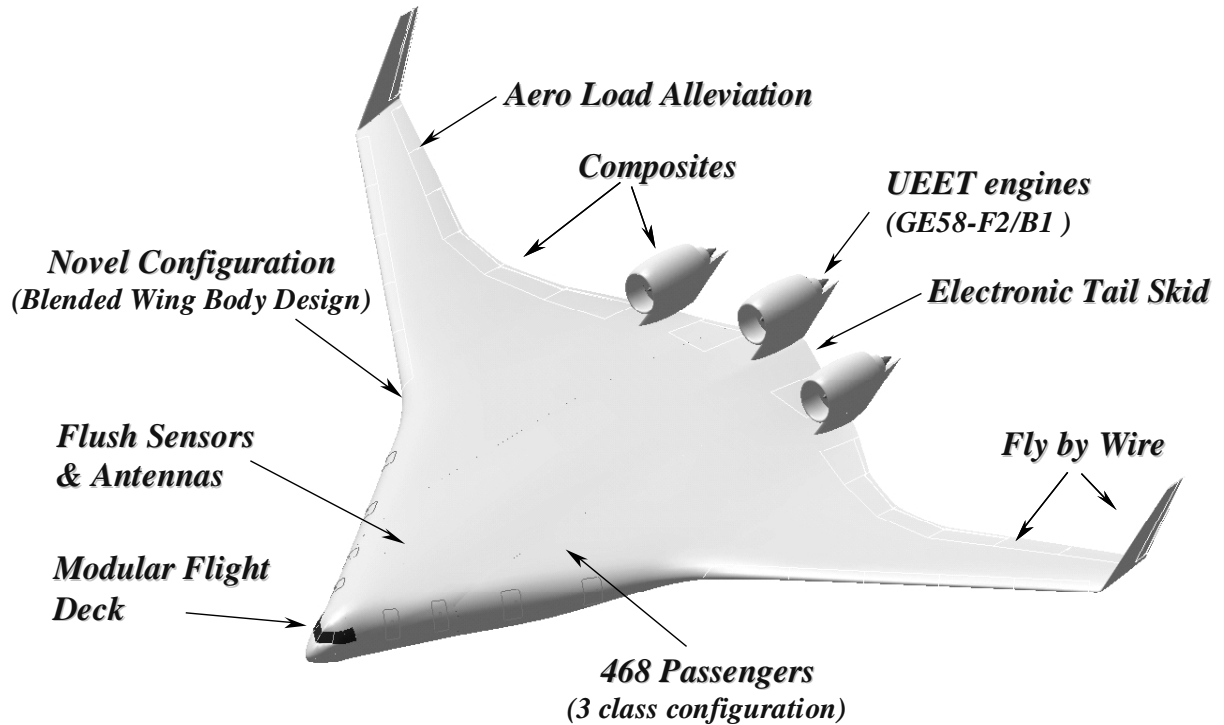 Aero Load Alleviation
Composites
UEET engines
(GE58-F2/B1 )
Novel Configuration
(Blended Wing Body Design)
Electronic Tail Skid
Flush Sensors
& Antennas
Fly by Wire
Modular Flight
Deck
468 Passengers
(3 class configuration)